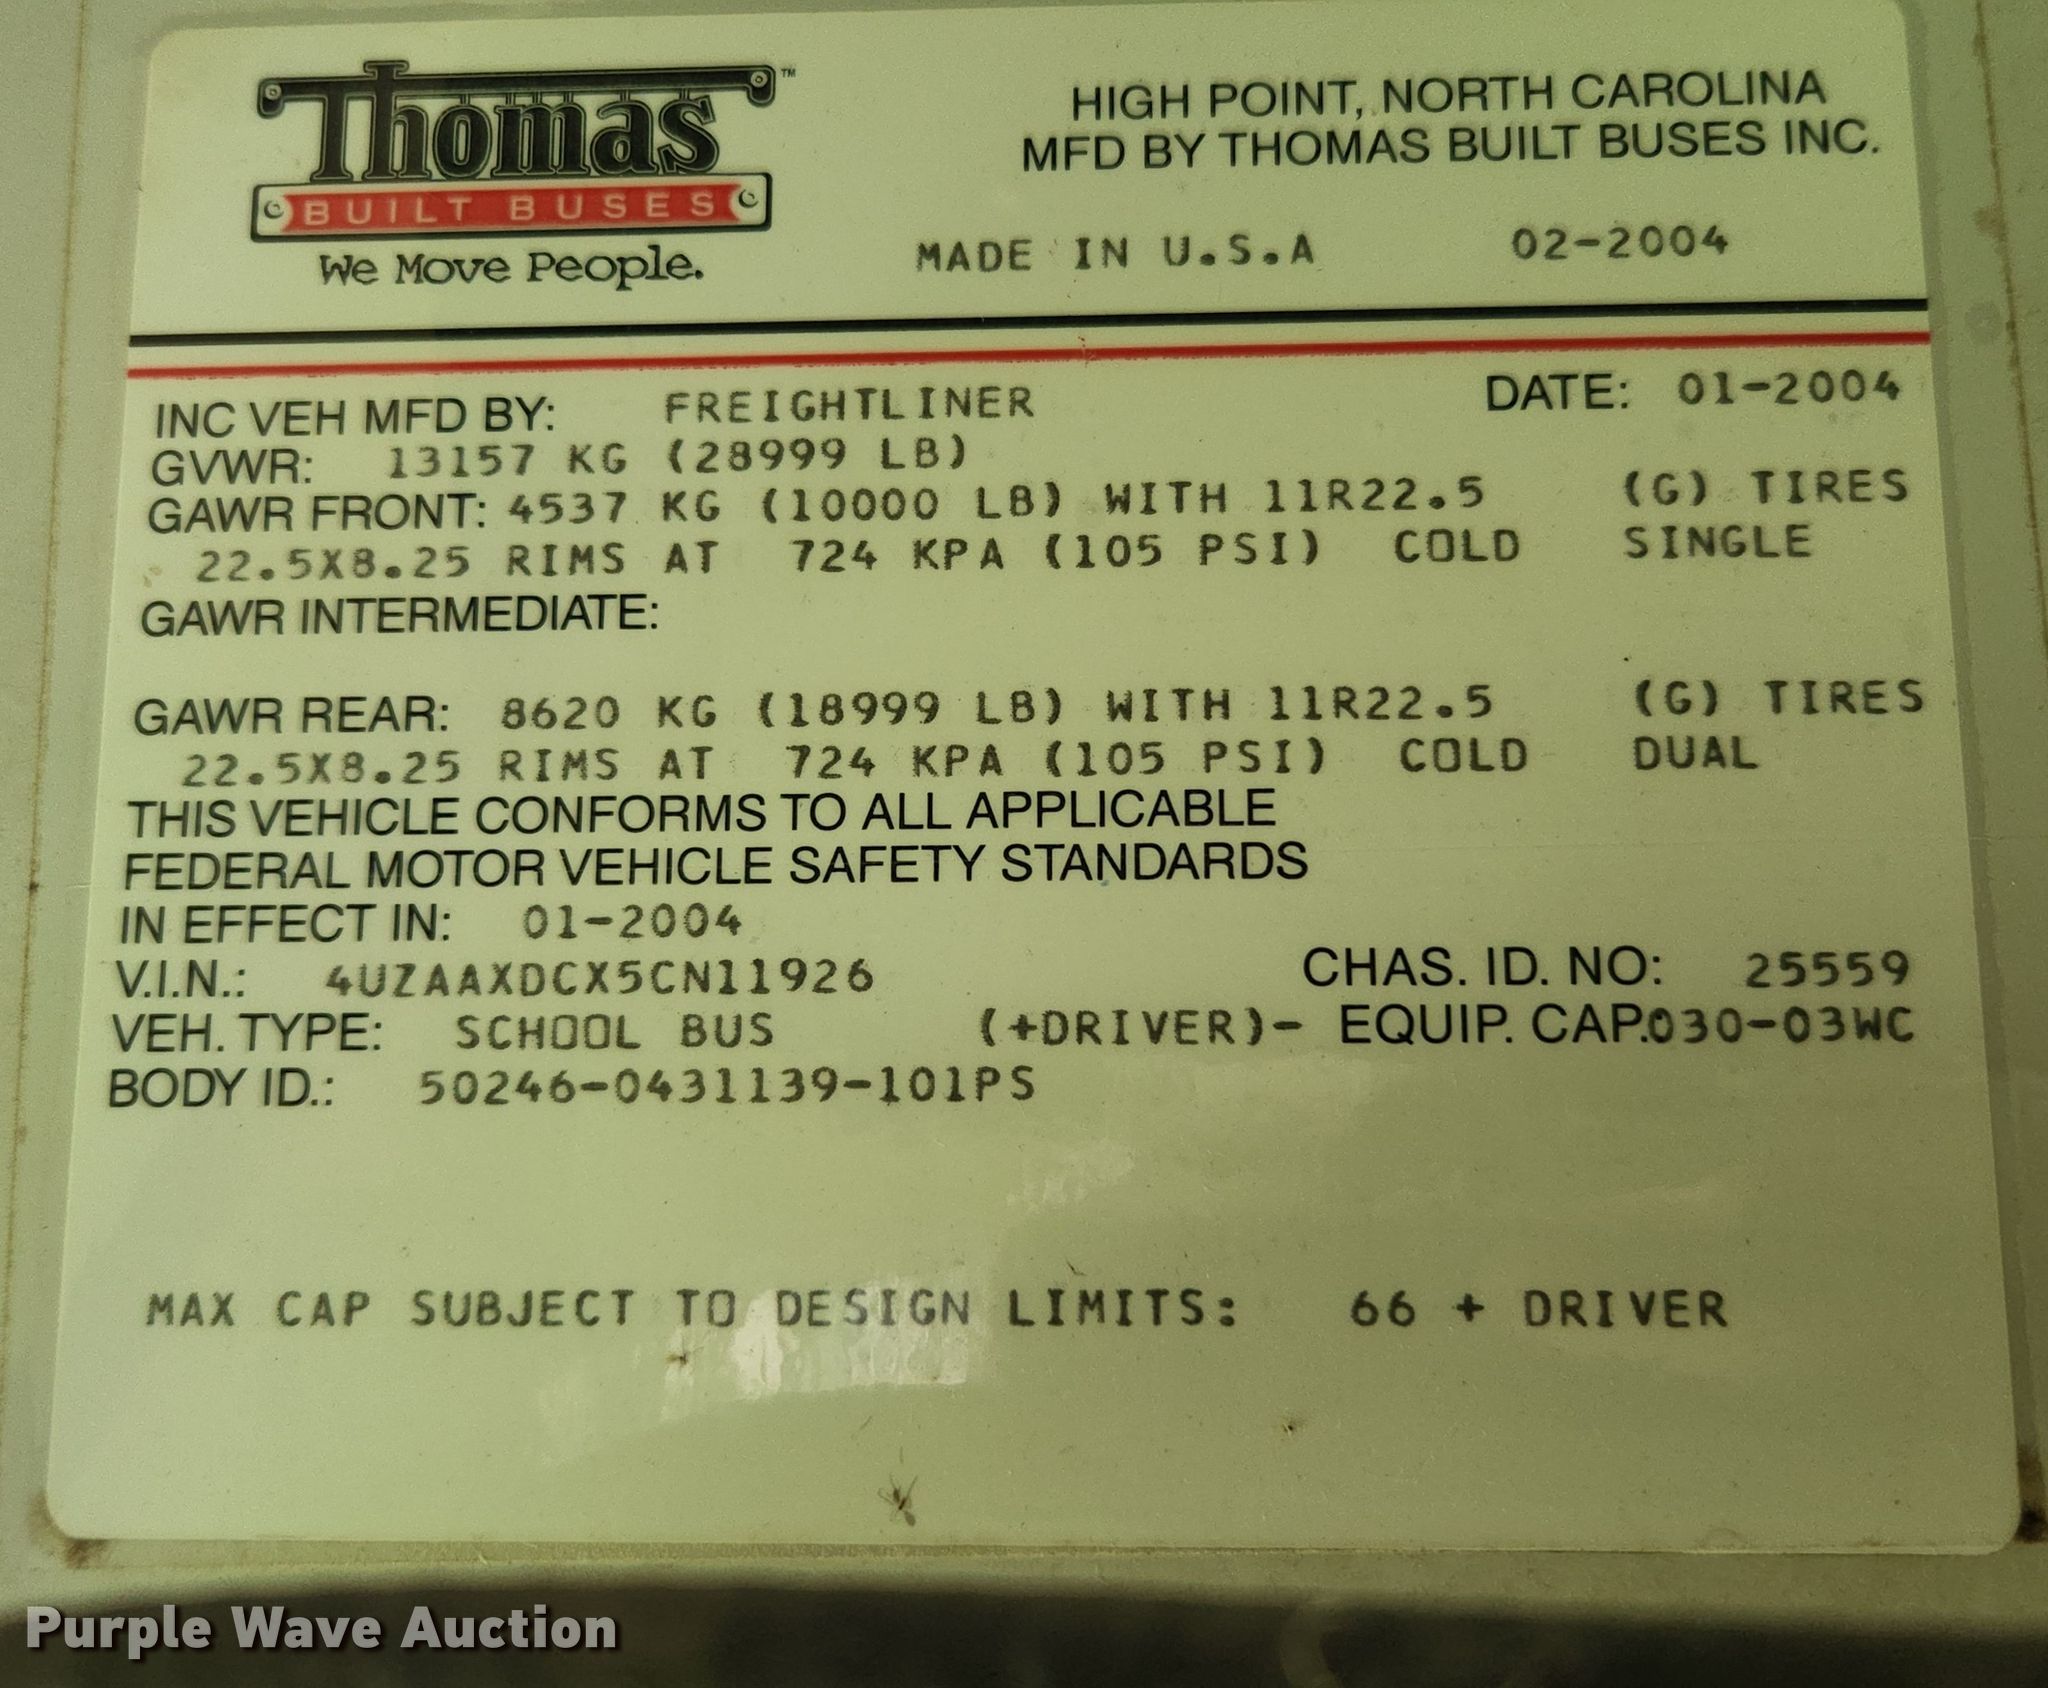 Thomas™
BUILT BUSES
We Move People.
HIGH POINT, NORTH CAROLINA
MFD BY THOMAS BUILT BUSES INC.
MADE IN U.S.A 02-2004
INC VEH MFD BY: FREIGHTLINER DATE: 01-2004
GVWR: 13157 KG (28999 LB)
GAWR FRONT: 4537 KG (10000 LB) WITH 11R22.5 (G) TIRES
22.5X8.25 RIMS AT 724 KPA (105 PSI) COLD SINGLE
GAWR INTERMEDIATE:
GAWR REAR: 8620 KG (18999 LB) WITH 11R22.5 (G) TIRES
22.5X8.25 RIMS AT 724 KPA (105 PSI) COLD DUAL
THIS VEHICLE CONFORMS TO ALL APPLICABLE
FEDERAL MOTOR VEHICLE SAFETY STANDARDS
IN EFFECT IN: 01-2004
V.I.N.: 4UZAAXDCX5CN11926 CHAS. ID. NO: 25559
VEH. TYPE: SCHOOL BUS (+DRIVER)- EQUIP. CAP.030-03WC
BODY ID.: 50246-0431139-101PS
MAX CAP SUBJECT TO DESIGN LIMITS: 66 + DRIVER
Purple Wave Auction